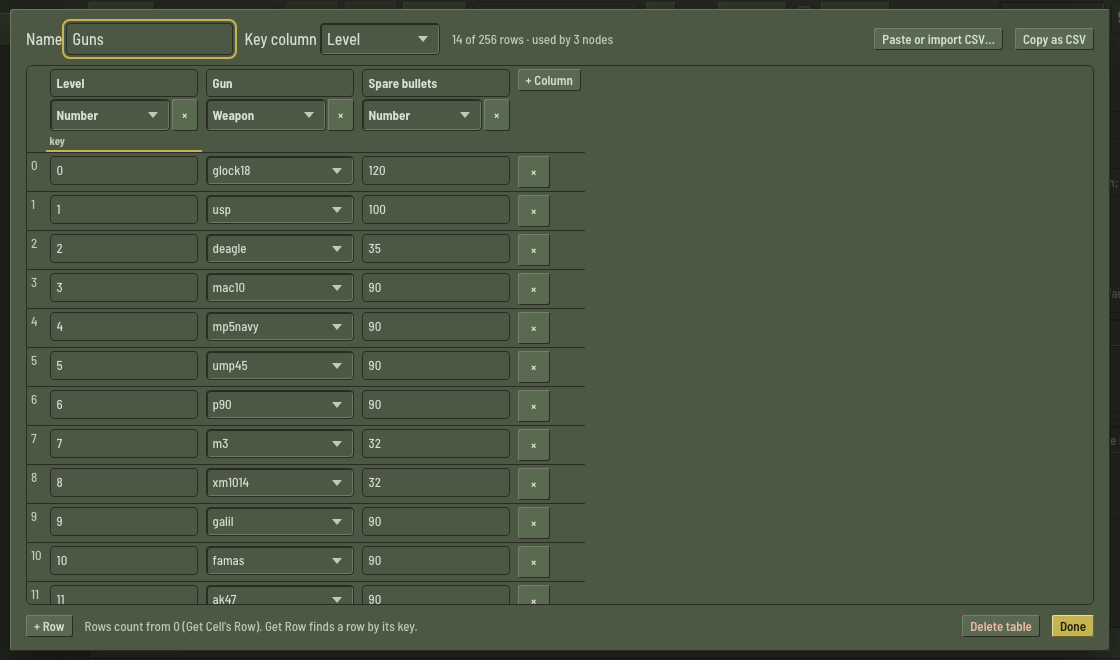 Name Guns Key column Level 14 of 256 rows · used by 3 nodes Paste or import CSV... Copy as CSV
Level Gun Spare bullets + Column
Number × Weapon × Number ×
key
0 0 glock18 120 ×
1 1 usp 100 ×
2 2 deagle 35 ×
3 3 mac10 90 ×
4 4 mp5navy 90 ×
5 5 ump45 90 ×
6 6 p90 90 ×
7 7 m3 32 ×
8 8 xm1014 32 ×
9 9 galil 90 ×
10 10 famas 90 ×
11 11 ak47 90 ×
+ Row Rows count from 0 (Get Cell's Row). Get Row finds a row by its key. Delete table Done